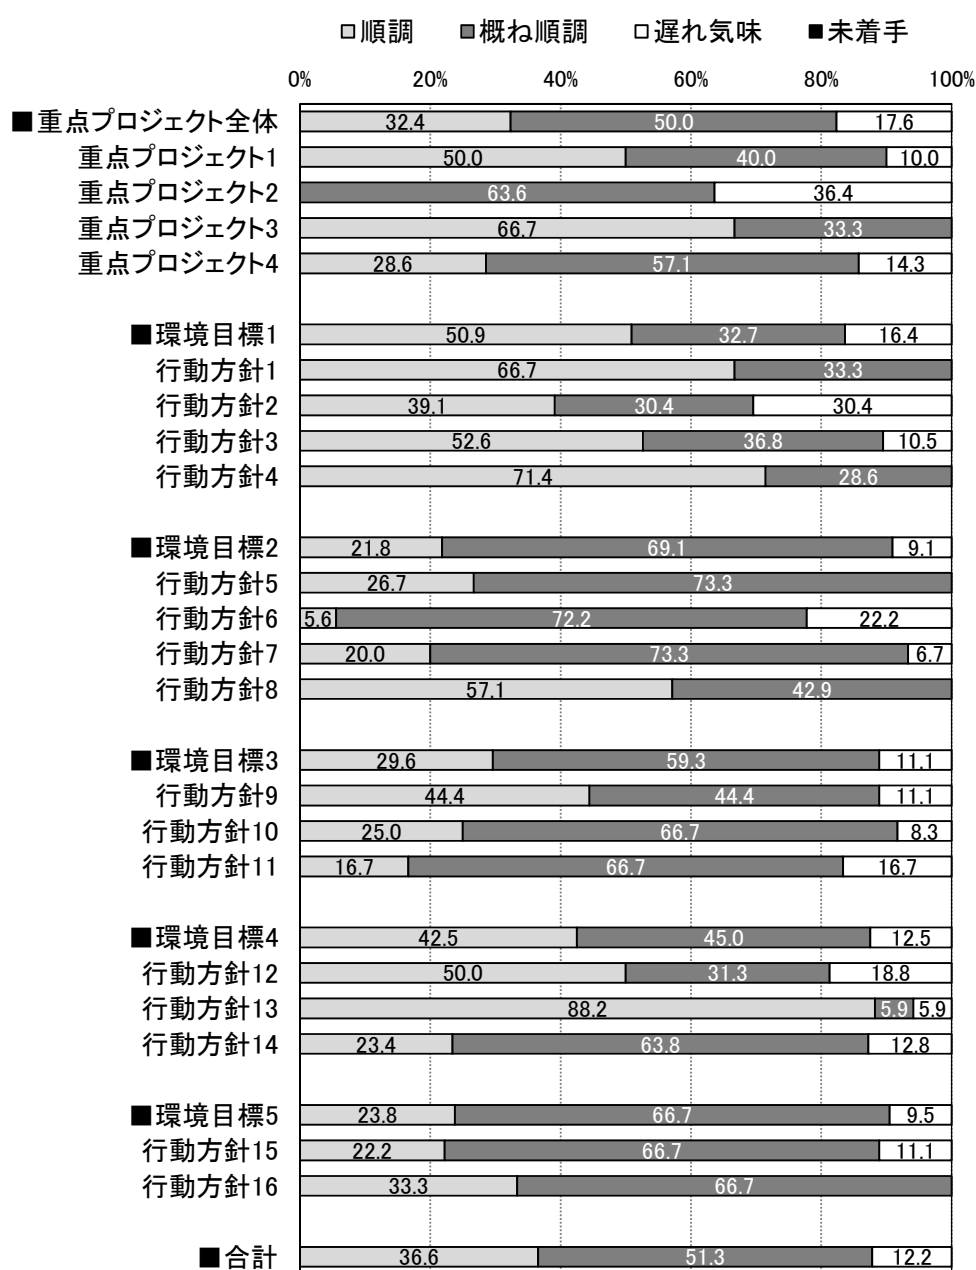 □順調 ■概ね順調 □遅れ気味 ■未着手
0% 20% 40% 60% 80% 100%
■重点プロジェクト全体 32.4 50.0 17.6
重点プロジェクト1 50.0 40.0 10.0
重点プロジェクト2 63.6 36.4
重点プロジェクト3 66.7 33.3
重点プロジェクト4 28.6 57.1 14.3
■環境目標1 50.9 32.7 16.4
行動方針1 66.7 33.3
行動方針2 39.1 30.4 30.4
行動方針3 52.6 36.8 10.5
行動方針4 71.4 28.6
■環境目標2 21.8 69.1 9.1
行動方針5 26.7 73.3
行動方針6 5.6 72.2 22.2
行動方針7 20.0 73.3 6.7
行動方針8 57.1 42.9
■環境目標3 29.6 59.3 11.1
行動方針9 44.4 44.4 11.1
行動方針10 25.0 66.7 8.3
行動方針11 16.7 66.7 16.7
■環境目標4 42.5 45.0 12.5
行動方針12 50.0 31.3 18.8
行動方針13 88.2 5.9 5.9
行動方針14 23.4 63.8 12.8
■環境目標5 23.8 66.7 9.5
行動方針15 22.2 66.7 11.1
行動方針16 33.3 66.7
■合計 36.6 51.3 12.2